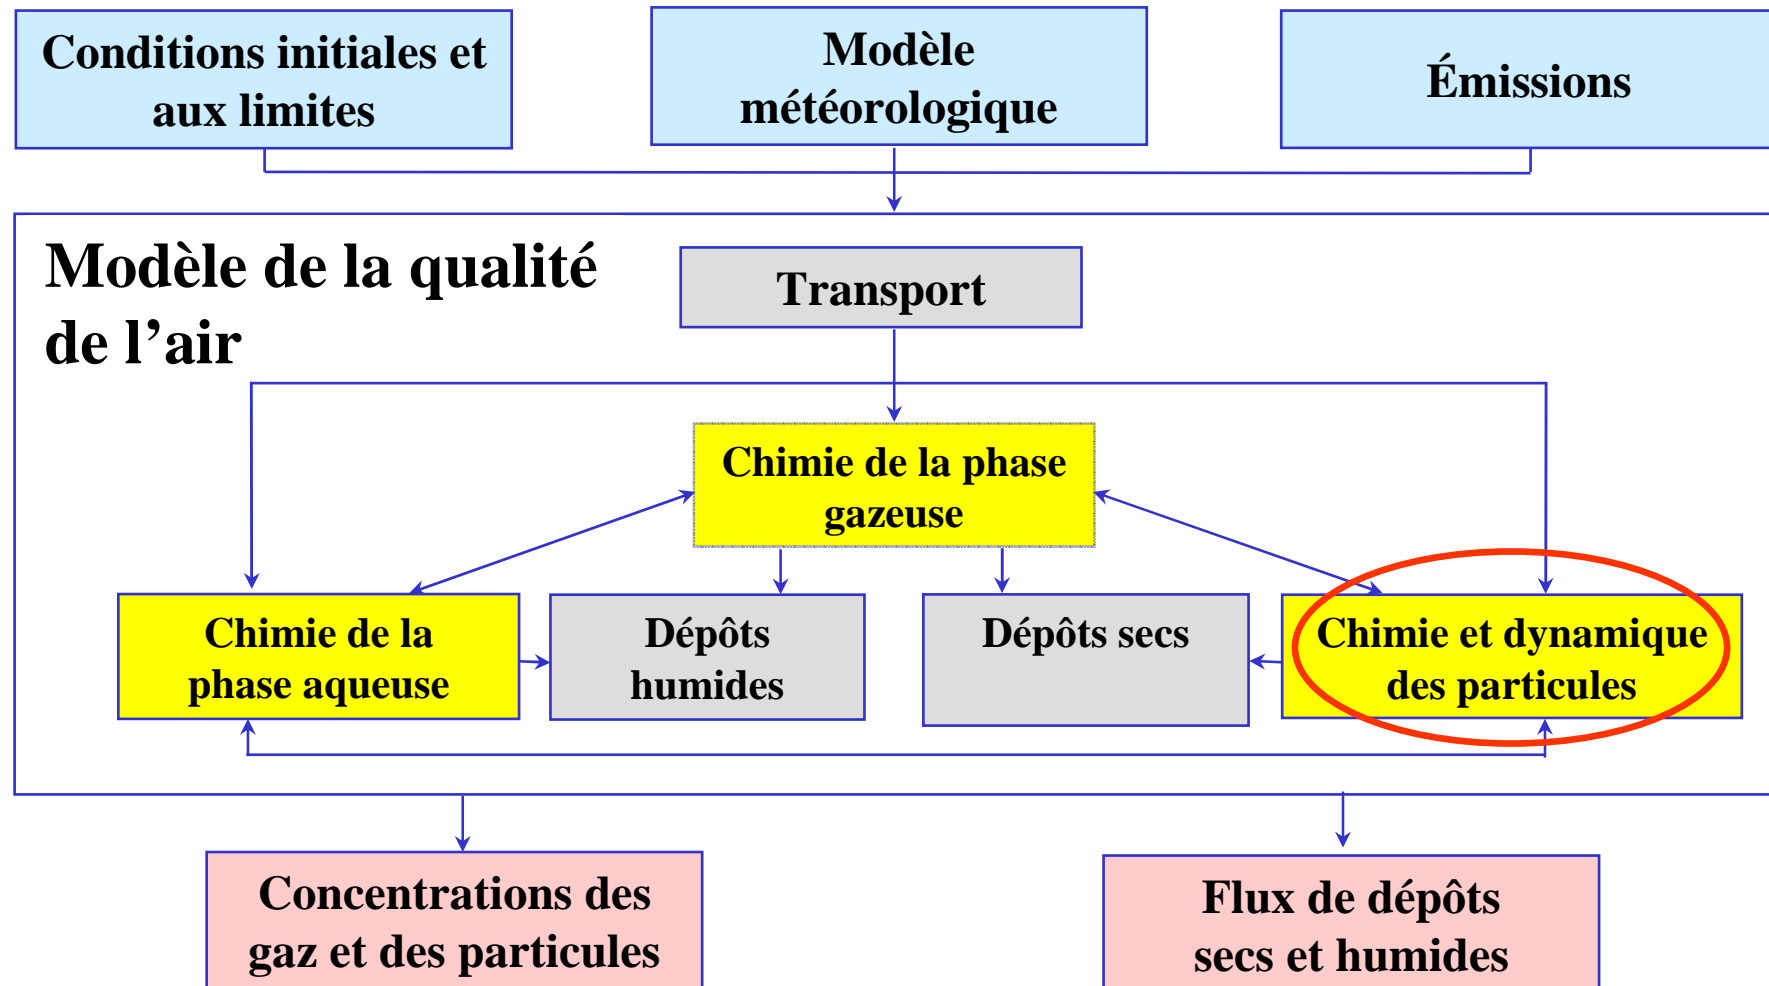 Conditions initiales et
aux limites
Modèle
météorologique
Émissions
Modèle de la qualité
de l’air
Transport
Chimie de la phase
gazeuse
Chimie de la
phase aqueuse
Dépôts
humides
Dépôts secs
Chimie et dynamique
des particules
Concentrations des
gaz et des particules
Flux de dépôts
secs et humides